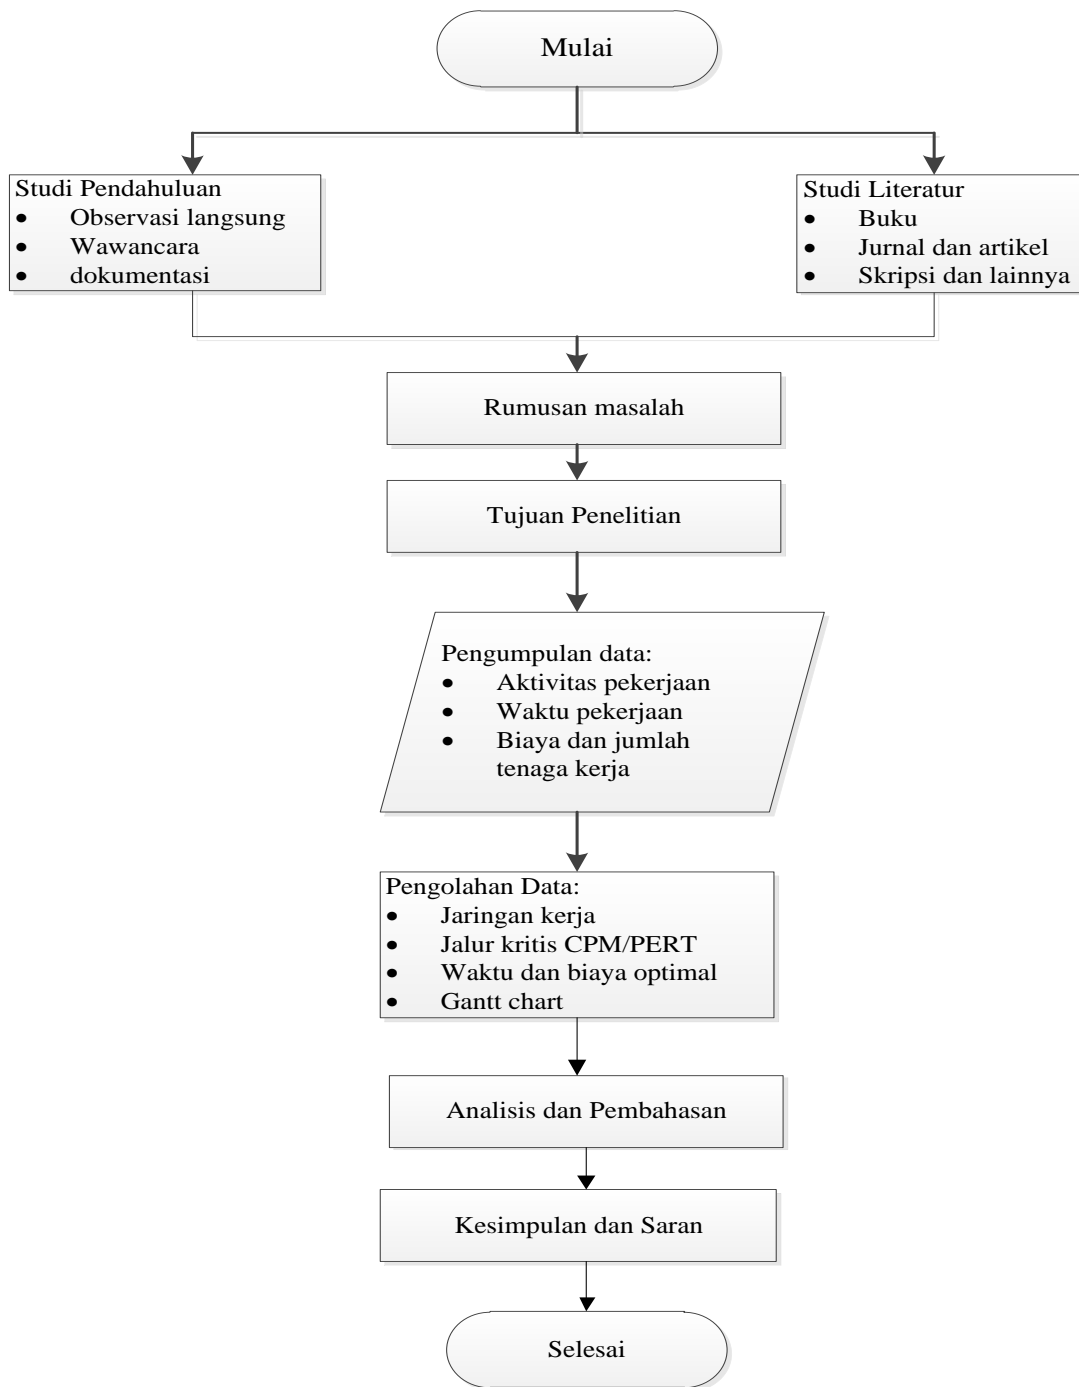 Mulai
Studi Pendahuluan
• Observasi langsung
• Wawancara
• dokumentasi
Studi Literatur
• Buku
• Jurnal dan artikel
• Skripsi dan lainnya
Rumusan masalah
Tujuan Penelitian
Pengumpulan data:
• Aktivitas pekerjaan
• Waktu pekerjaan
• Biaya dan jumlah
tenaga kerja
Pengolahan Data:
• Jaringan kerja
• Jalur kritis CPM/PERT
• Waktu dan biaya optimal
• Gantt chart
Analisis dan Pembahasan
Kesimpulan dan Saran
Selesai